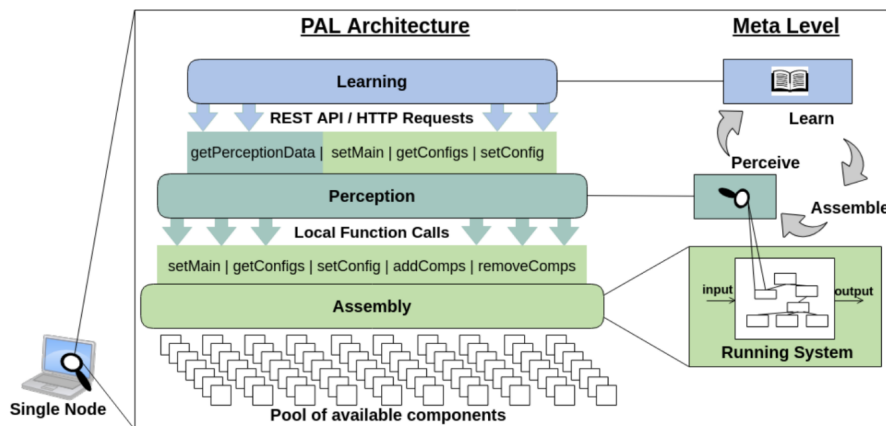 PAL Architecture
Meta Level
Learning
REST API / HTTP Requests
Learn
getPerceptionData | setMain | getConfigs | setConfig
Perceive
Perception
Assemble
Local Function Calls
setMain | getConfigs | setConfig | addComps | removeComps
input
output
Assembly
Running System
Single Node
Pool of available components